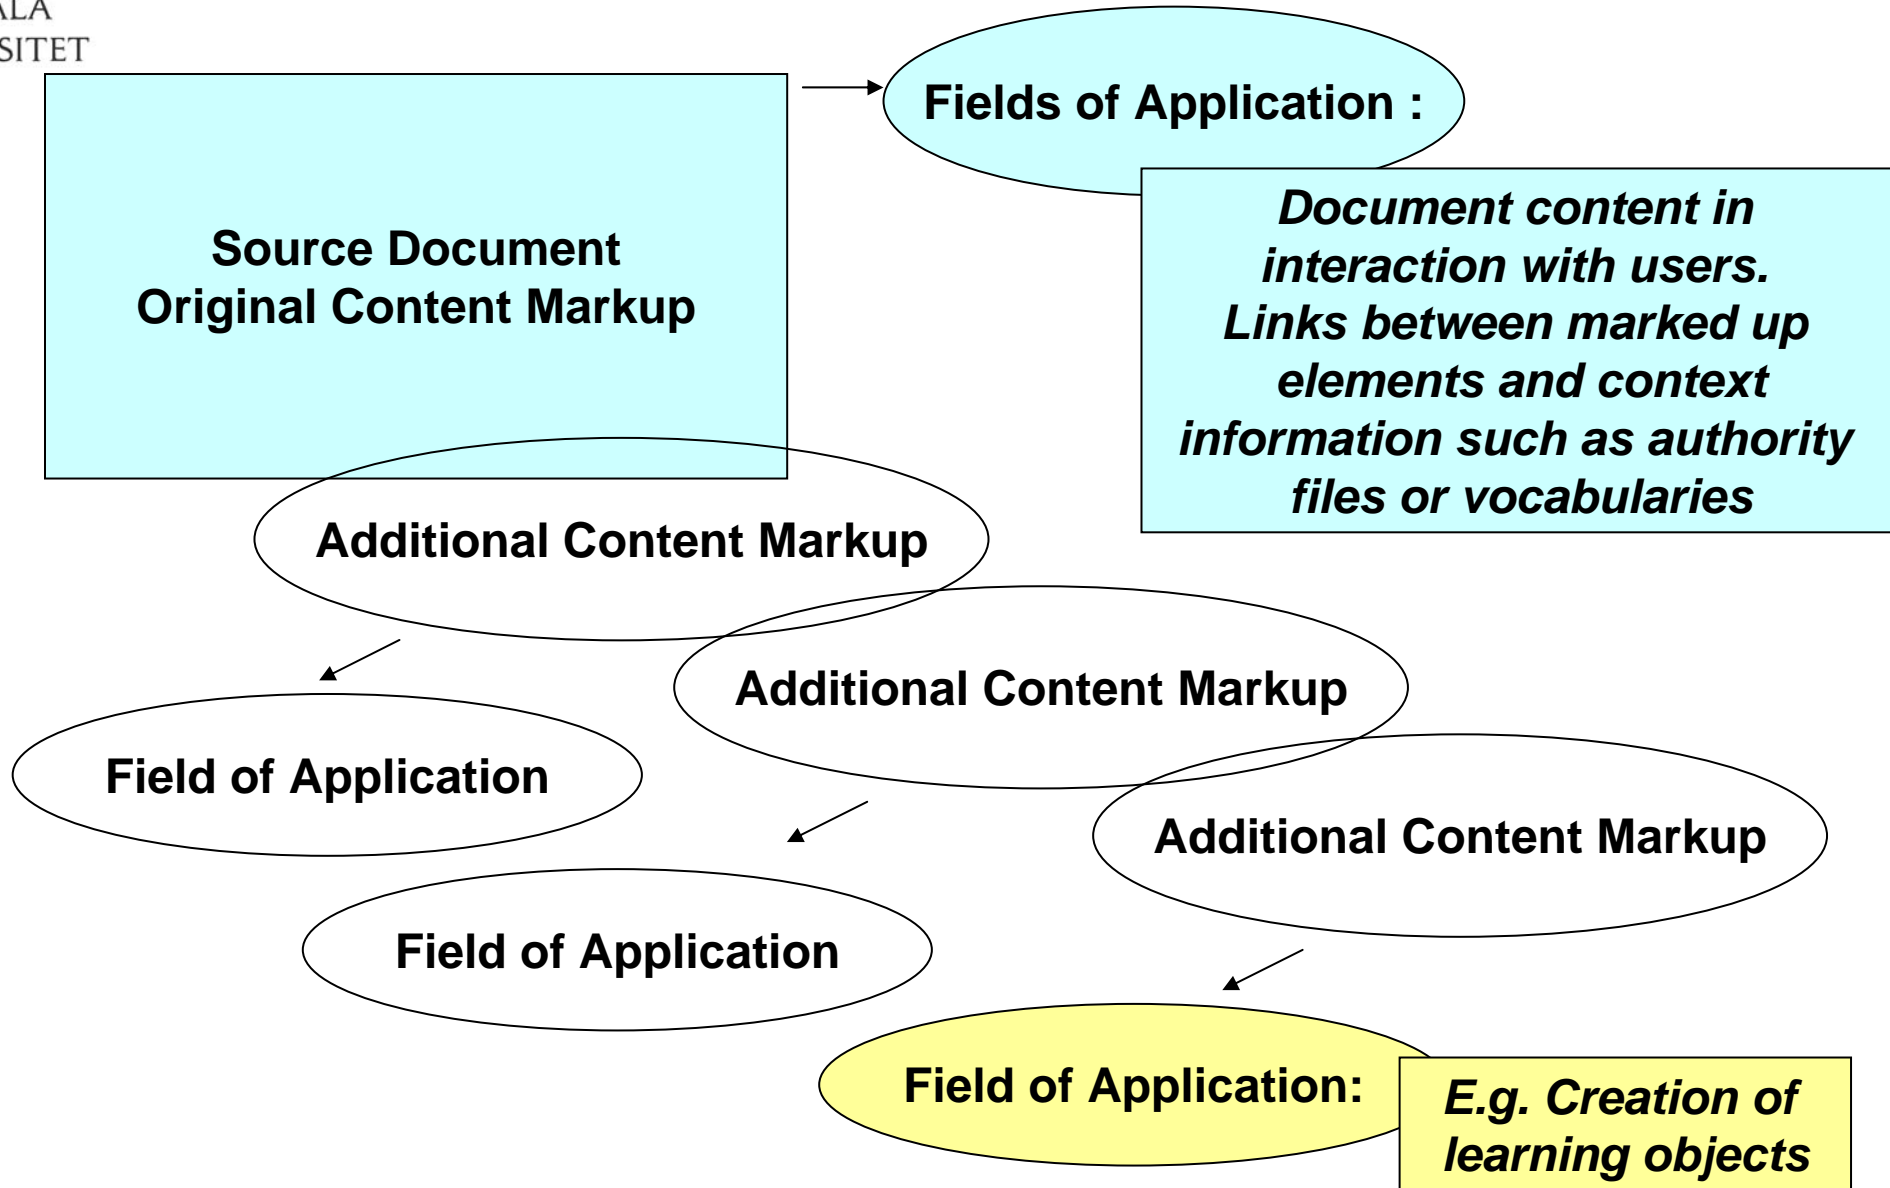 SITET
Fields of Application :
Source Document
Original Content Markup
Document content in
interaction with users.
Links between marked up
elements and context
information such as authority
files or vocabularies
Additional Content Markup
Additional Content Markup
Field of Application
Additional Content Markup
Field of Application
Field of Application:
E.g. Creation of
learning objects